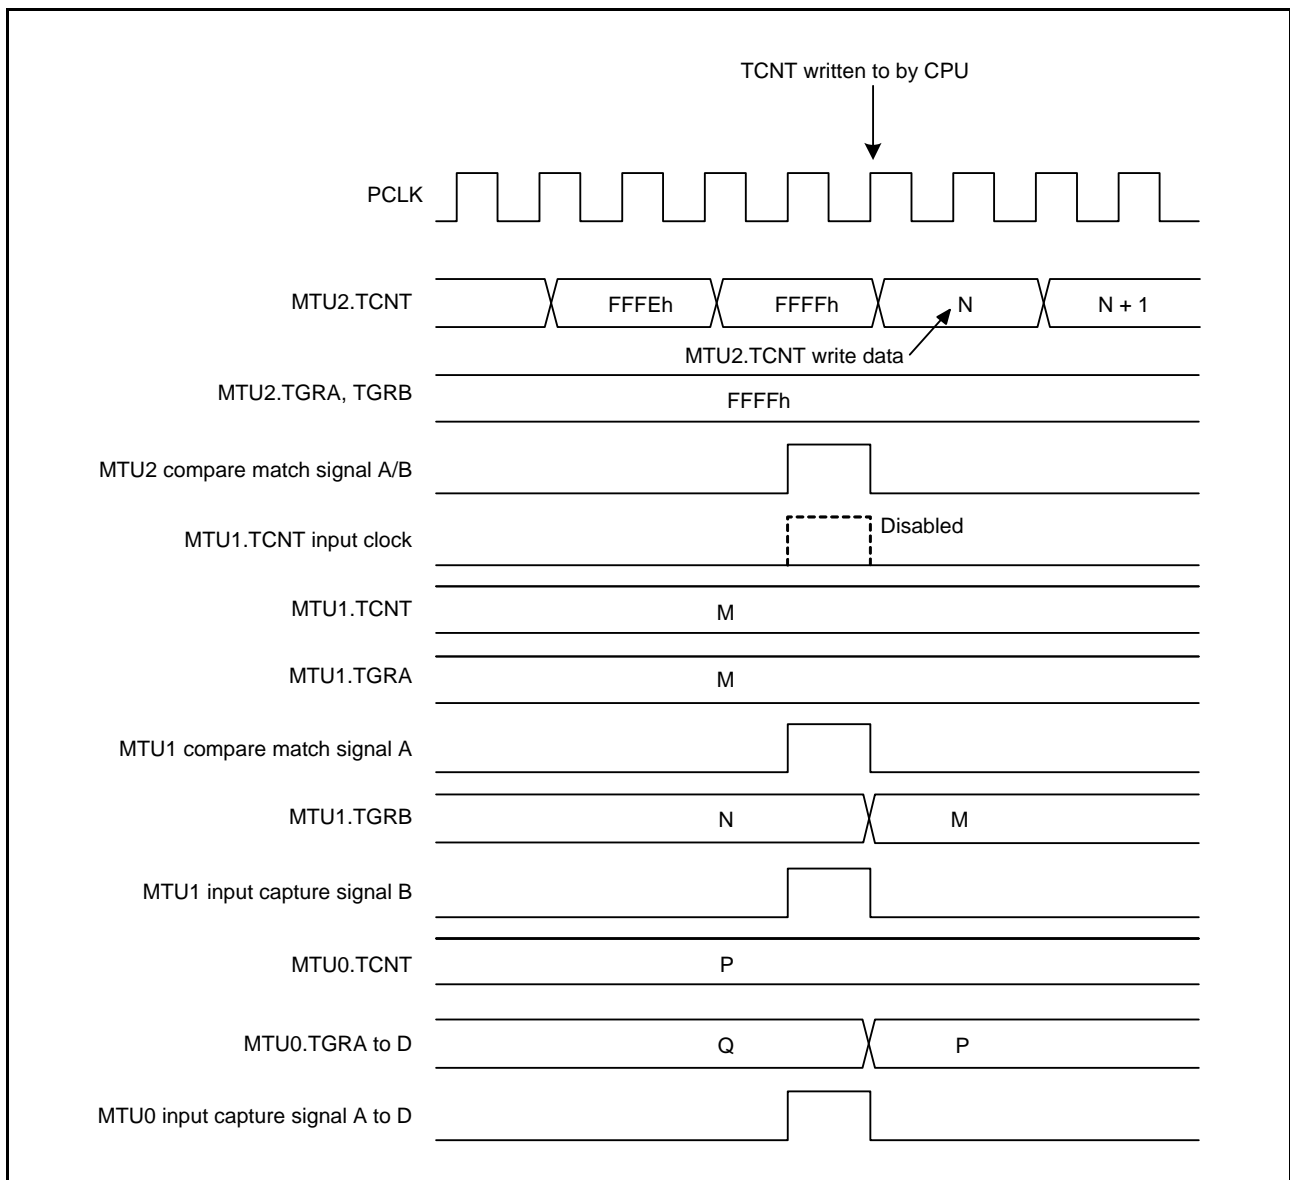 TCNT written to by CPU
PCLK
MTU2.TCNT FFFEh FFFFh N N + 1
MTU2.TCNT write data
MTU2.TGRA, TGRB FFFFh
MTU2 compare match signal A/B
MTU1.TCNT input clock Disabled
MTU1.TCNT M
MTU1.TGRA M
MTU1 compare match signal A
MTU1.TGRB N M
MTU1 input capture signal B
MTU0.TCNT P
MTU0.TGRA to D Q P
MTU0 input capture signal A to D